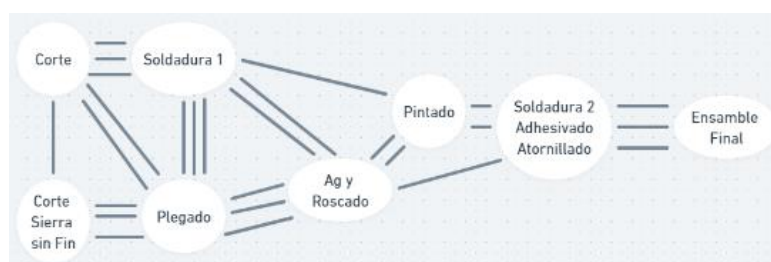 Corte
Soldadura 1
Pintado
Soldadura 2
Adhesivado
Atornillado
Ensamble
Final
Corte
Sierra
sin Fin
Plegado
Ag y
Roscado